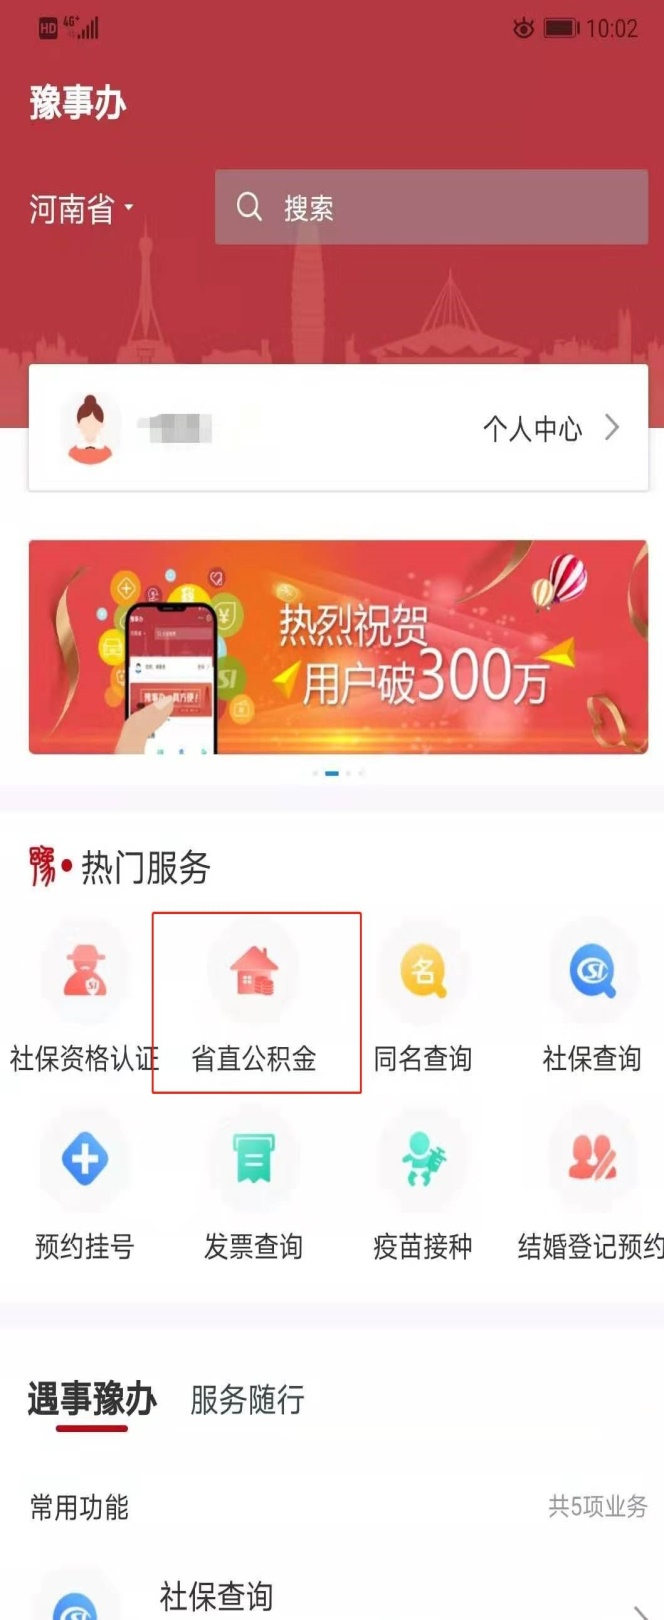 HD 4G+ 10:02
豫事办
河南省 搜索
个人中心
热烈祝贺
用户破300万
豫·热门服务
社保资格认证 省直公积金 同名查询 社保查询
预约挂号 发票查询 疫苗接种 结婚登记预约
遇事豫办 服务随行
常用功能 共5项业务
社保查询